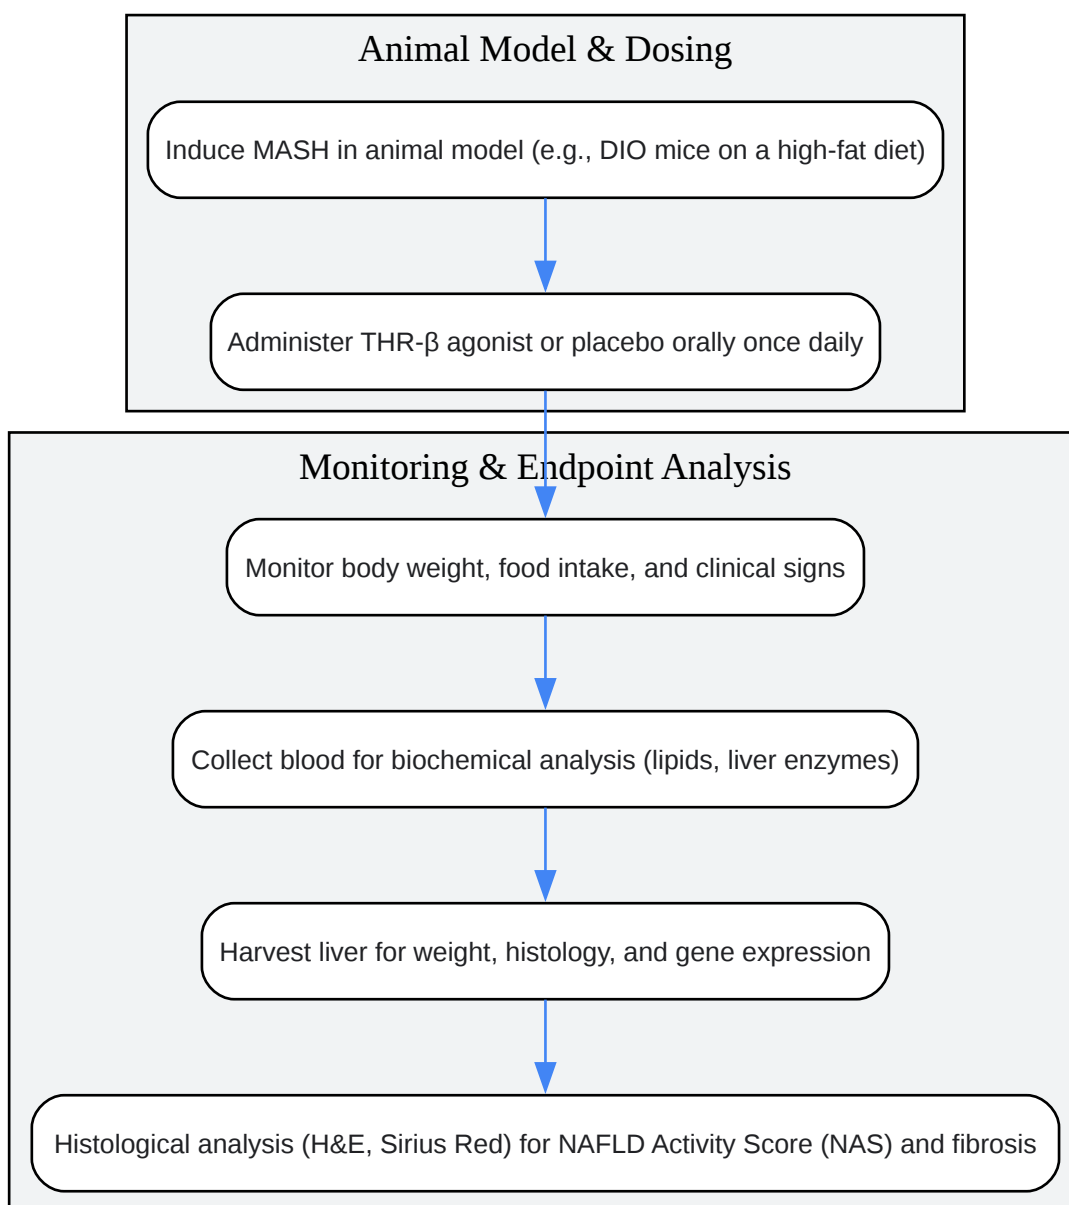 Animal Model & Dosing
Induce MASH in animal model (e.g., DIO mice on a high-fat diet)
Administer THR-β agonist or placebo orally once daily
Monitoring & Endpoint Analysis
Monitor body weight, food intake, and clinical signs
Collect blood for biochemical analysis (lipids, liver enzymes)
Harvest liver for weight, histology, and gene expression
Histological analysis (H&E, Sirius Red) for NAFLD Activity Score (NAS) and fibrosis